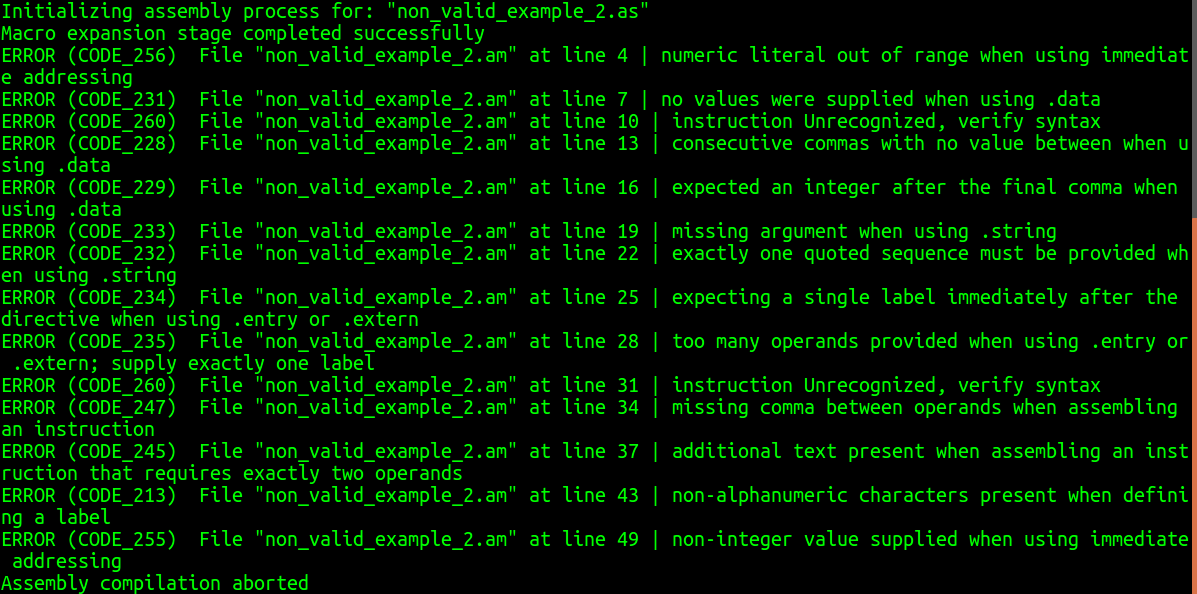 Initializing assembly process for: "non_valid_example_2.as"
Macro expansion stage completed successfully
ERROR (CODE_256)  File "non_valid_example_2.am" at line 4 | numeric literal out of range when using immediat
e addressing
ERROR (CODE_231)  File "non_valid_example_2.am" at line 7 | no values were supplied when using .data
ERROR (CODE_260)  File "non_valid_example_2.am" at line 10 | instruction Unrecognized, verify syntax
ERROR (CODE_228)  File "non_valid_example_2.am" at line 13 | consecutive commas with no value between when u
sing .data
ERROR (CODE_229)  File "non_valid_example_2.am" at line 16 | expected an integer after the final comma when 
using .data
ERROR (CODE_233)  File "non_valid_example_2.am" at line 19 | missing argument when using .string
ERROR (CODE_232)  File "non_valid_example_2.am" at line 22 | exactly one quoted sequence must be provided wh
en using .string
ERROR (CODE_234)  File "non_valid_example_2.am" at line 25 | expecting a single label immediately after the 
directive when using .entry or .extern
ERROR (CODE_235)  File "non_valid_example_2.am" at line 28 | too many operands provided when using .entry or
 .extern; supply exactly one label
ERROR (CODE_260)  File "non_valid_example_2.am" at line 31 | instruction Unrecognized, verify syntax
ERROR (CODE_247)  File "non_valid_example_2.am" at line 34 | missing comma between operands when assembling 
an instruction
ERROR (CODE_245)  File "non_valid_example_2.am" at line 37 | additional text present when assembling an inst
ruction that requires exactly two operands
ERROR (CODE_213)  File "non_valid_example_2.am" at line 43 | non-alphanumeric characters present when defini
ng a label
ERROR (CODE_255)  File "non_valid_example_2.am" at line 49 | non-integer value supplied when using immediate
 addressing
Assembly compilation aborted